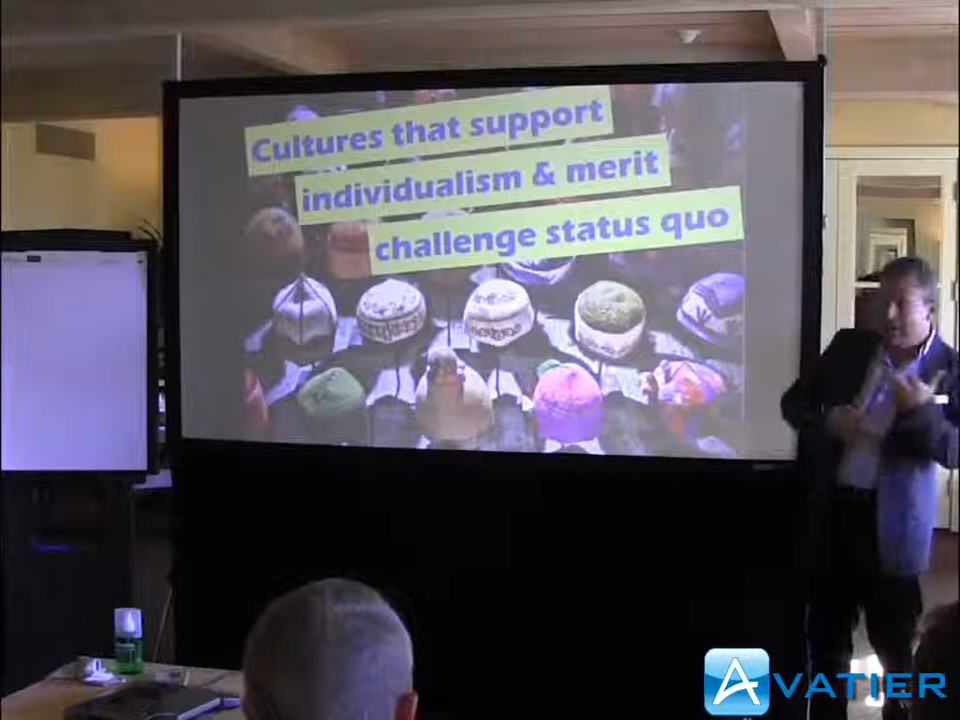 Cultures that support
individualism & merit
challenge status quo
AVATIER